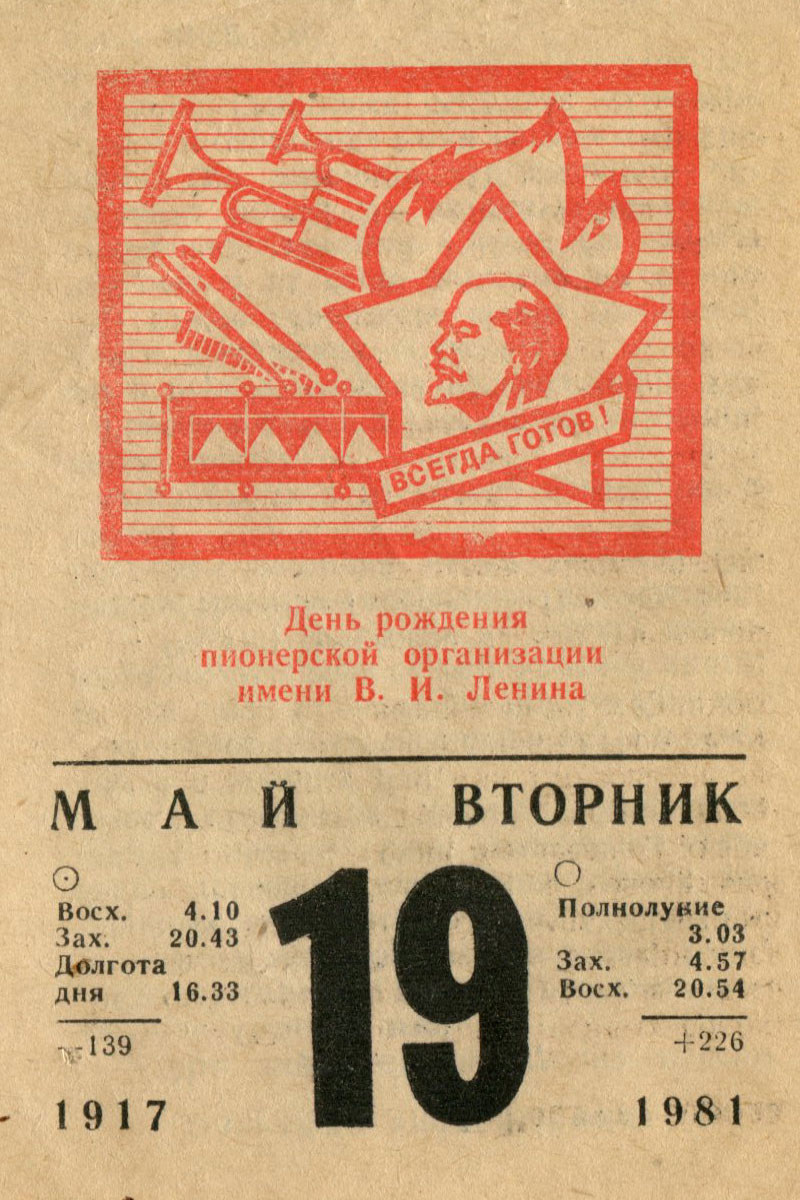 ВСЕГДА ГОТОВ!
День рождения
пионерской организации
имени В. И. Ленина
МАЙ ВТОРНИК
19
Восх. 4.10
Зах. 20.43
Долгота
дня 16.33
—139
1917
Полнолуние
3.03
Зах. 4.57
Восх. 20.54
+226
1981